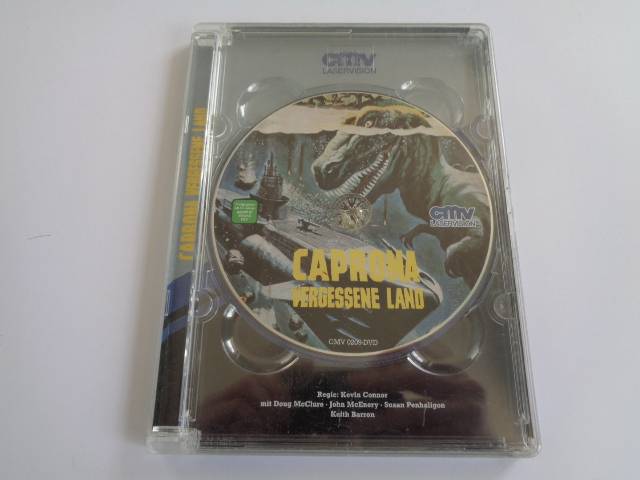 CMV
LASERVISION
CAPRONA VERGESSENE LAND
CMV
LASERVISION
CAPRONA
VERGESSENE LAND
CMV 0208-DVD
Regie: Kevin Connor
mit Doug McClure · John McEnery · Susan Penhaligon
Keith Barron